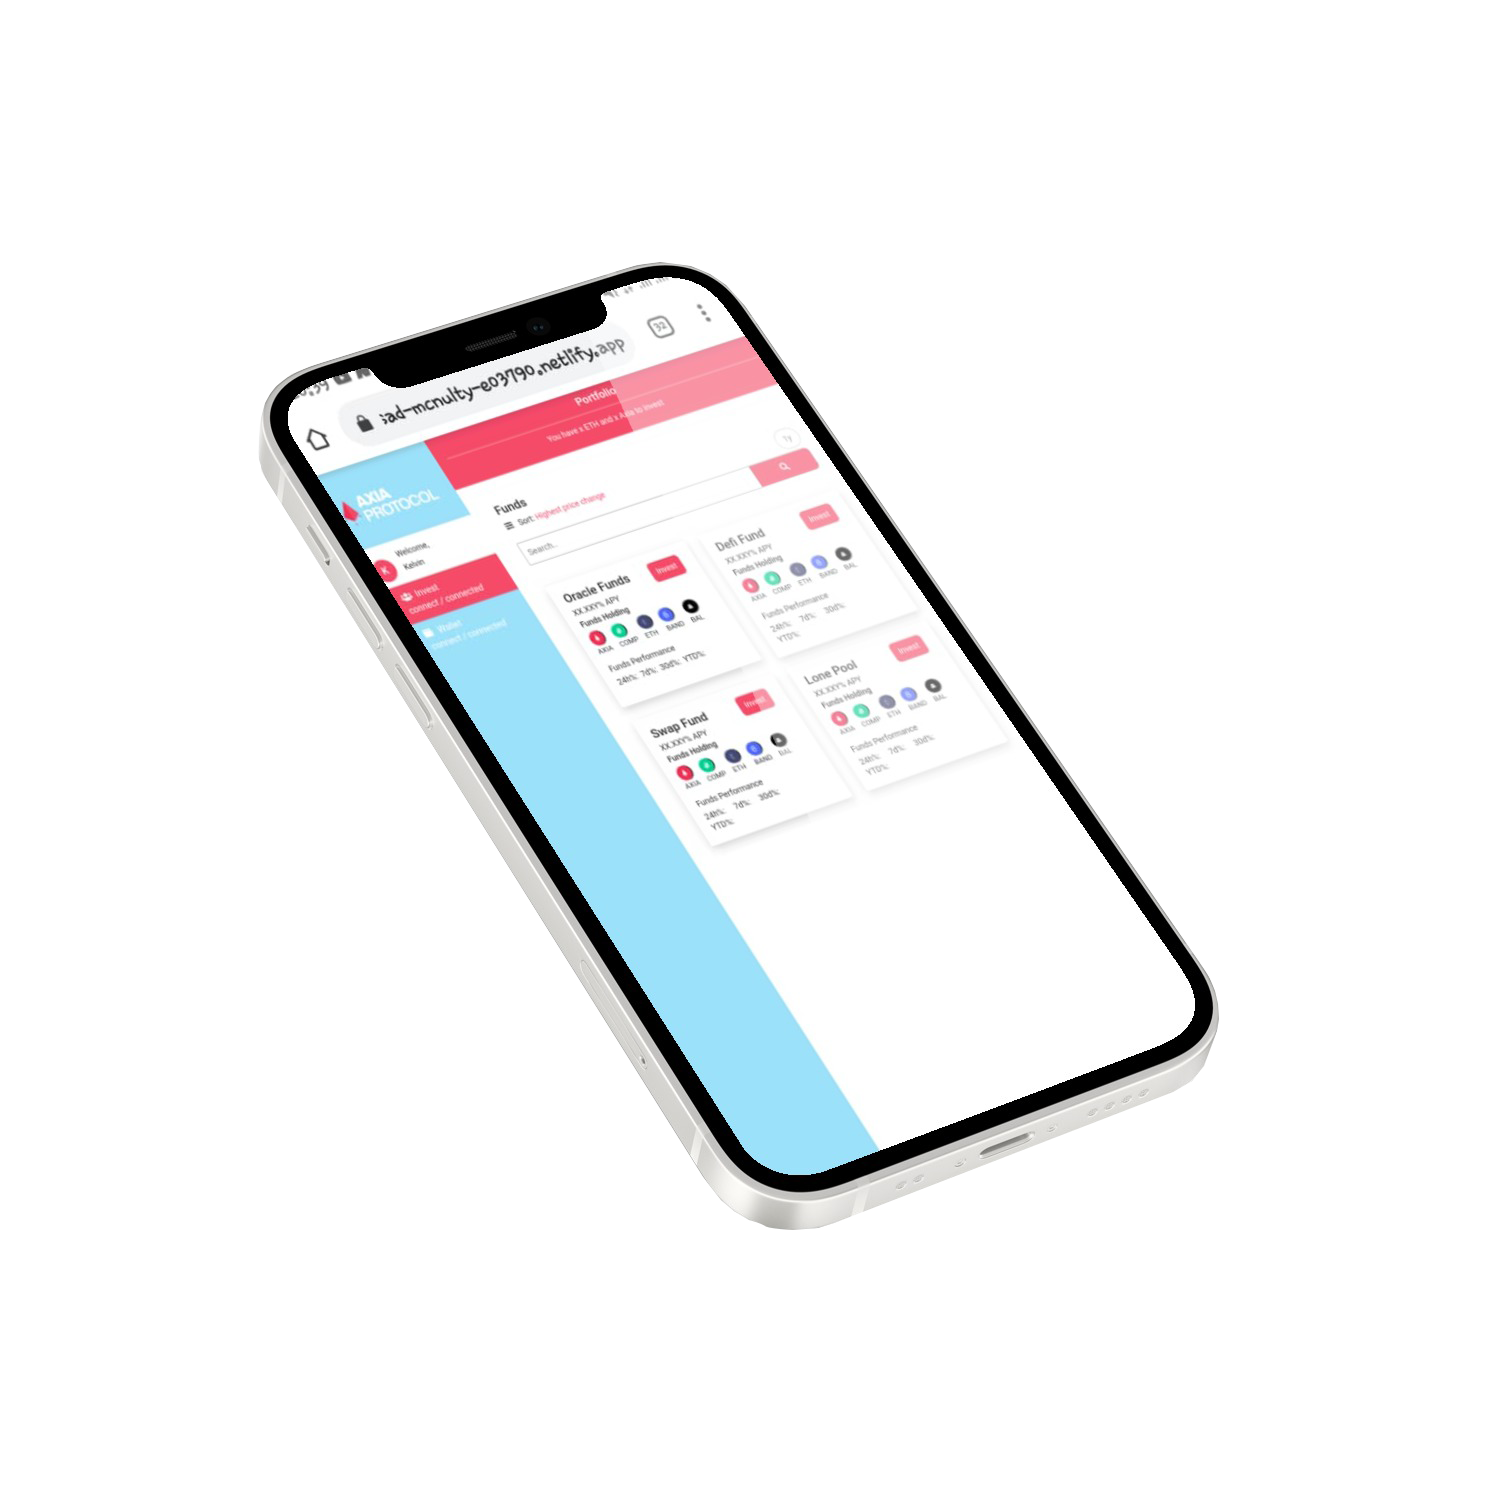 32
:ad-mcnulty-e03790.netlify.app
Portfolio
You have x ETH and x Axia to Invest
AXIA
PROTOCOL
Welcome,
K
Kelvin
Invest
connect / connected
Wallet
connect / connected
Funds
Sort: Highest price change
Search..
Oracle Funds
Invest
XX.XXY% APY
Funds Holding
AXIA COMP ETH BAND BAL
Funds Performance
24h%: 7d%: 30d%: YTD%:
Defi Fund
Invest
XX.XXY% APY
Funds Holding
AXIA COMP ETH BAND BAL
Funds Performance
24h%: 7d%: 30d%:
YTD%:
Swap Fund
Invest
XX.XXY% APY
Funds Holding
AXIA COMP ETH BAND BAL
Funds Performance
24h%: 7d%: 30d%:
YTD%:
Lone Pool
Invest
XX.XXY% APY
Funds Holding
AXIA COMP ETH BAND BAL
Funds Performance
24h%: 7d%: 30d%:
YTD%: